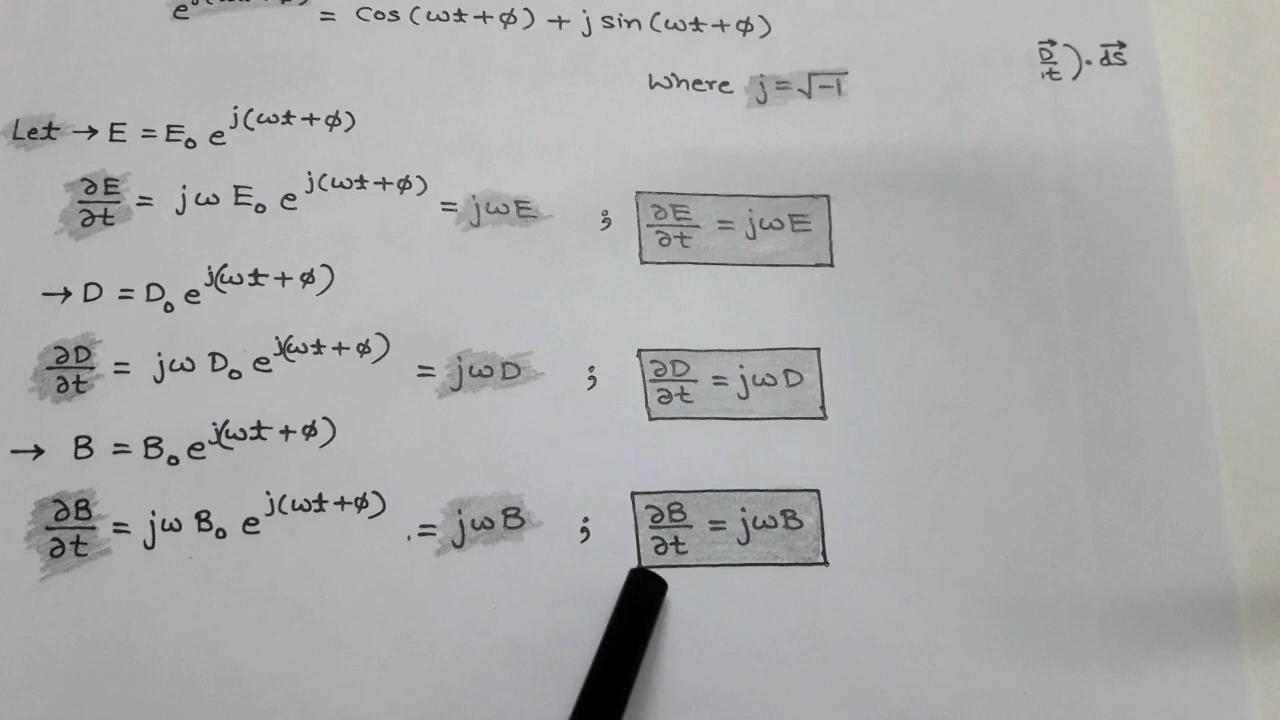 = cos(ωt+φ) + j sin(ωt+φ)
where j = √-1
D⃗
t ) . ds⃗
Let → E = E₀ e^j(ωt+φ)
∂E/∂t = jω E₀ e^j(ωt+φ) = jωE ; ∂E/∂t = jωE
→ D = D₀ e^j(ωt+φ)
∂D/∂t = jω D₀ e^j(ωt+φ) = jωD ; ∂D/∂t = jωD
→ B = B₀ e^j(ωt+φ)
∂B/∂t = jω B₀ e^j(ωt+φ) . = jωB ; ∂B/∂t = jωB